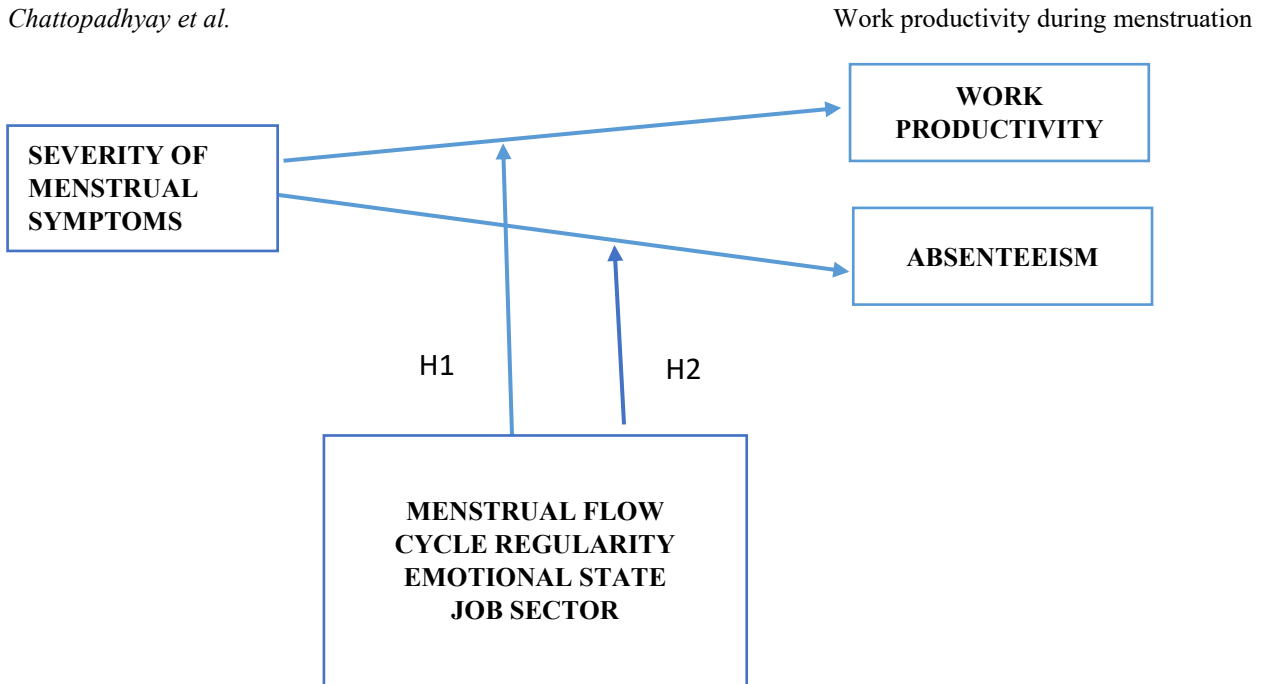 Chattopadhyay et al.
Work productivity during menstruation
WORK
PRODUCTIVITY
SEVERITY OF
MENSTRUAL
SYMPTOMS
ABSENTEEISM
H1
H2
MENSTRUAL FLOW
CYCLE REGULARITY
EMOTIONAL STATE
JOB SECTOR